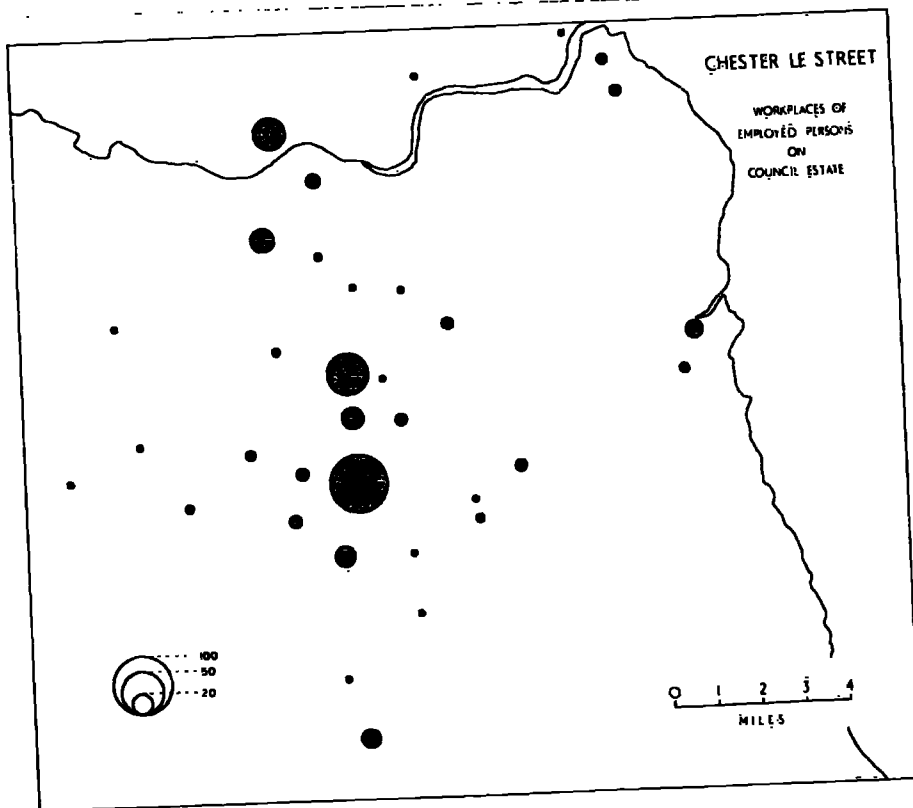 CHESTER LE STREET
WORKPLACES OF
EMPLOYED PERSONS
ON
COUNCIL ESTATE
100
50
20
0 1 2 3 4
MILES